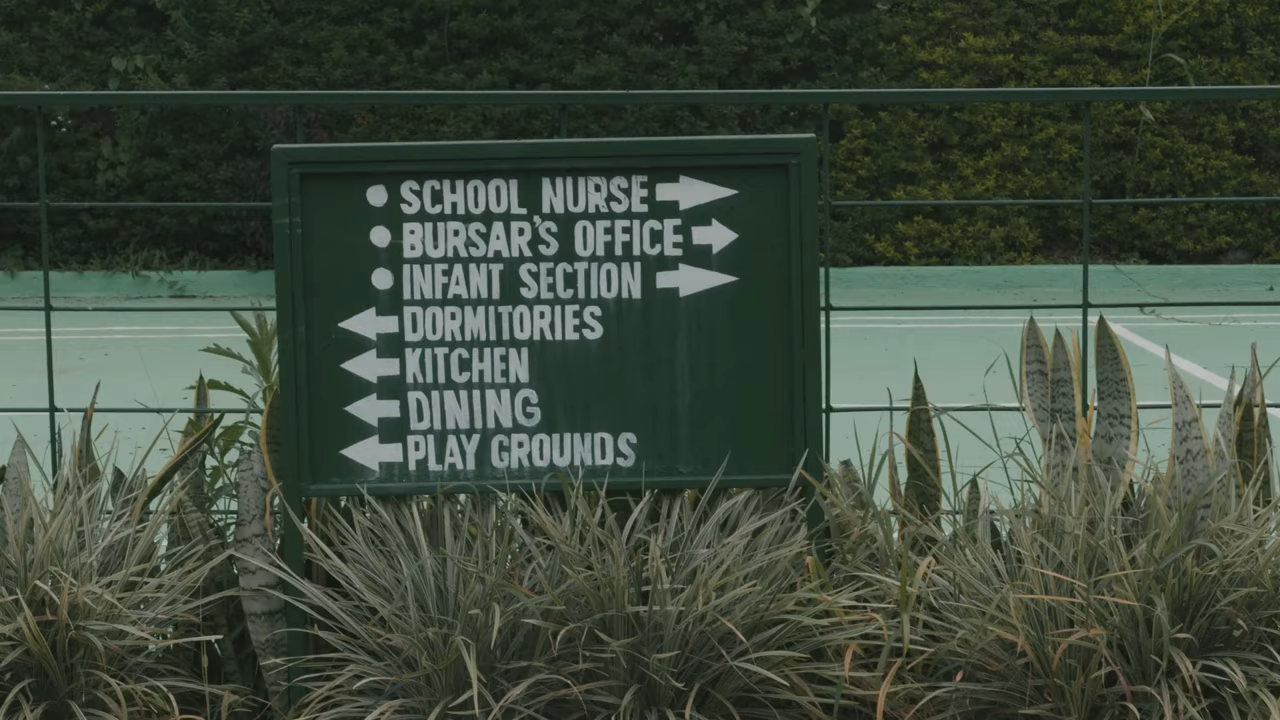 SCHOOL NURSE
BURSAR'S OFFICE
INFANT SECTION
DORMITORIES
KITCHEN
DINING
PLAY GROUNDS